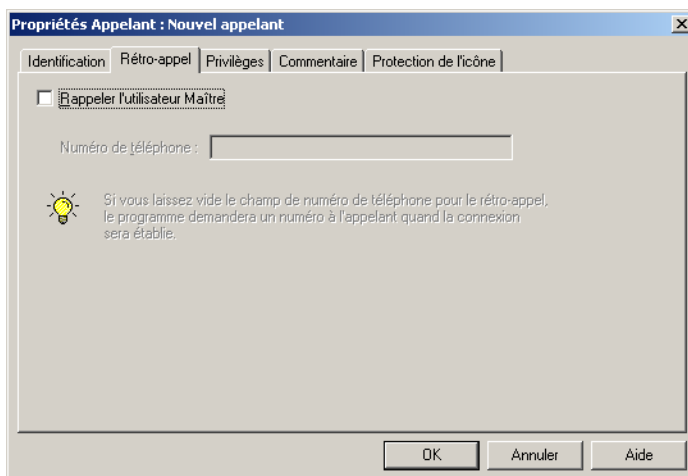 Propriétés Appelant : Nouvel appelant
Identification Rétro-appel Privilèges Commentaire Protection de l'icône
Rappeler l'utilisateur Maître
Numéro de téléphone :
Si vous laissez vide le champ de numéro de téléphone pour le rétro-appel,
le programme demandera un numéro à l'appelant quand la connexion
sera établie.
OK Annuler Aide